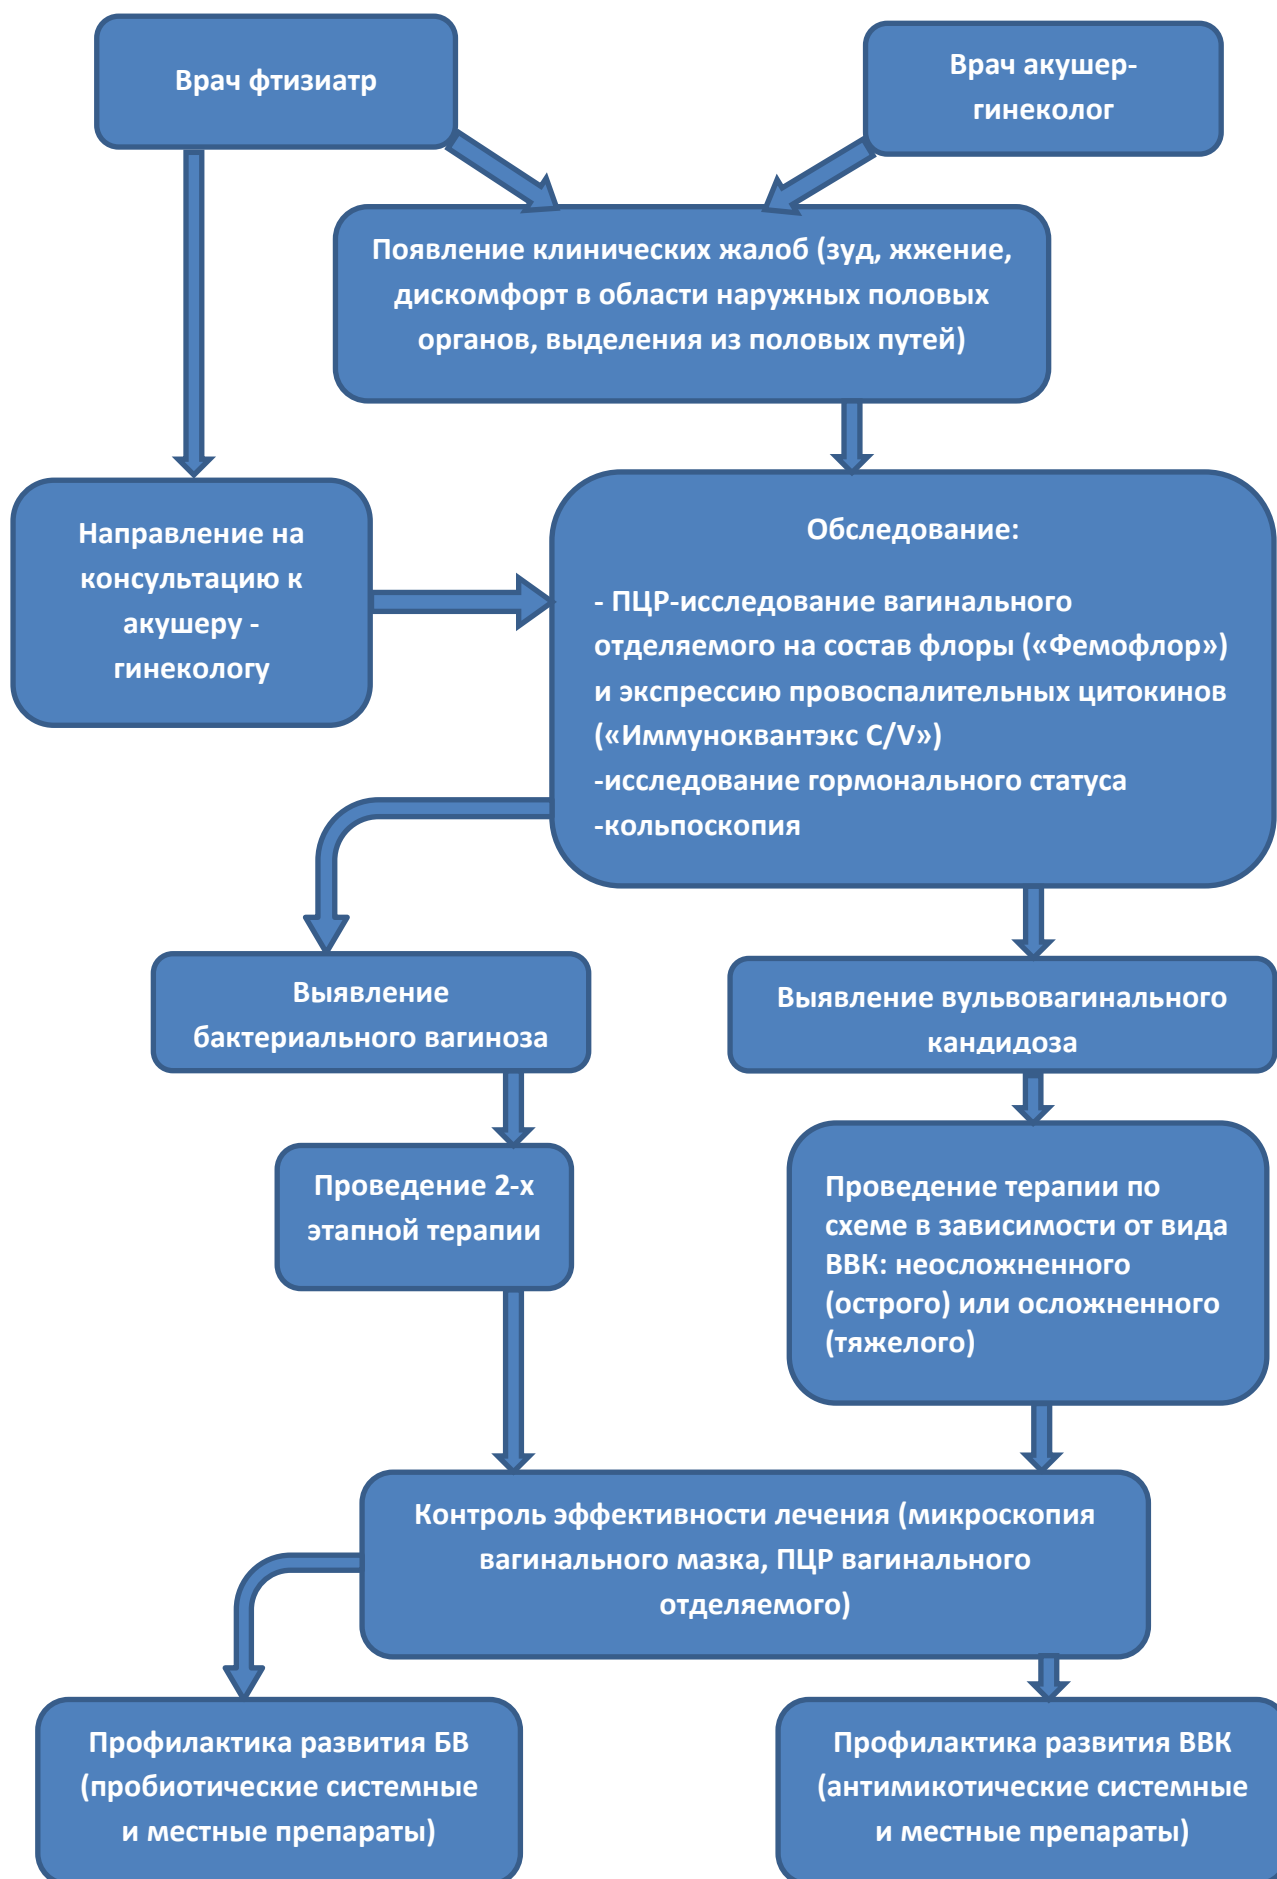 Врач фтизиатр
Врач акушер-
гинеколог
Появление клинических жалоб (зуд, жжение,
дискомфорт в области наружных половых
органов, выделения из половых путей)
Направление на
консультацию к
акушеру -
гинекологу
Обследование:
- ПЦР-исследование вагинального
отделяемого на состав флоры («Фемофлор»)
и экспрессию провоспалительных цитокинов
(«Иммуноквантэкс C/V»)
-исследование гормонального статуса
-кольпоскопия
Выявление
бактериального вагиноза
Выявление вульвовагинального
кандидоза
Проведение 2-х
этапной терапии
Проведение терапии по
схеме в зависимости от вида
ВВК: неосложненного
(острого) или осложненного
(тяжелого)
Контроль эффективности лечения (микроскопия
вагинального мазка, ПЦР вагинального
отделяемого)
Профилактика развития БВ
(пробиотические системные
и местные препараты)
Профилактика развития ВВК
(антимикотические системные
и местные препараты)